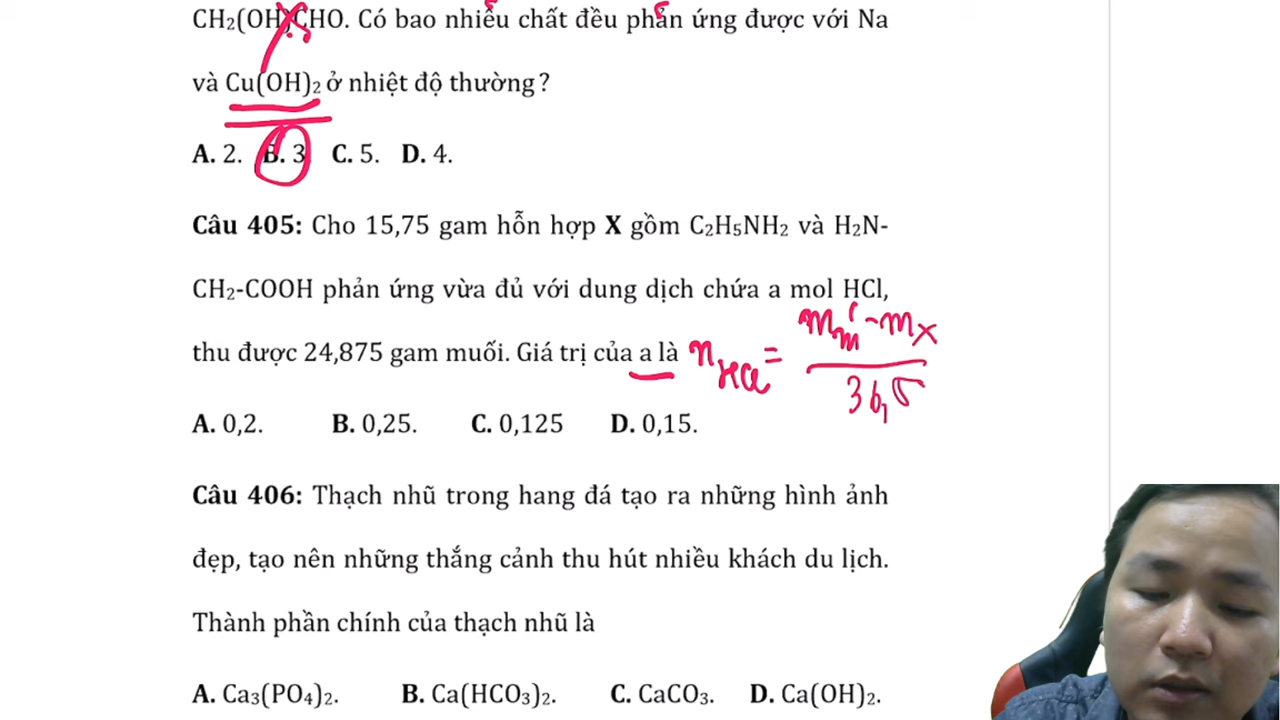 CH₂(OH)CHO. Có bao nhiêu chất đều phản ứng được với Na
và Cu(OH)₂ ở nhiệt độ thường?
A. 2. B. 3 C. 5. D. 4.
Câu 405: Cho 15,75 gam hỗn hợp X gồm C₂H₅NH₂ và H₂N-
CH₂-COOH phản ứng vừa đủ với dung dịch chứa a mol HCl,
thu được 24,875 gam muối. Giá trị của a là n_HCl = (m_m' - m_X) / 36,5
A. 0,2. B. 0,25. C. 0,125 D. 0,15.
Câu 406: Thạch nhũ trong hang đá tạo ra những hình ảnh
đẹp, tạo nên những thắng cảnh thu hút nhiều khách du lịch.
Thành phần chính của thạch nhũ là
A. Ca₃(PO₄)₂. B. Ca(HCO₃)₂. C. CaCO₃. D. Ca(OH)₂.